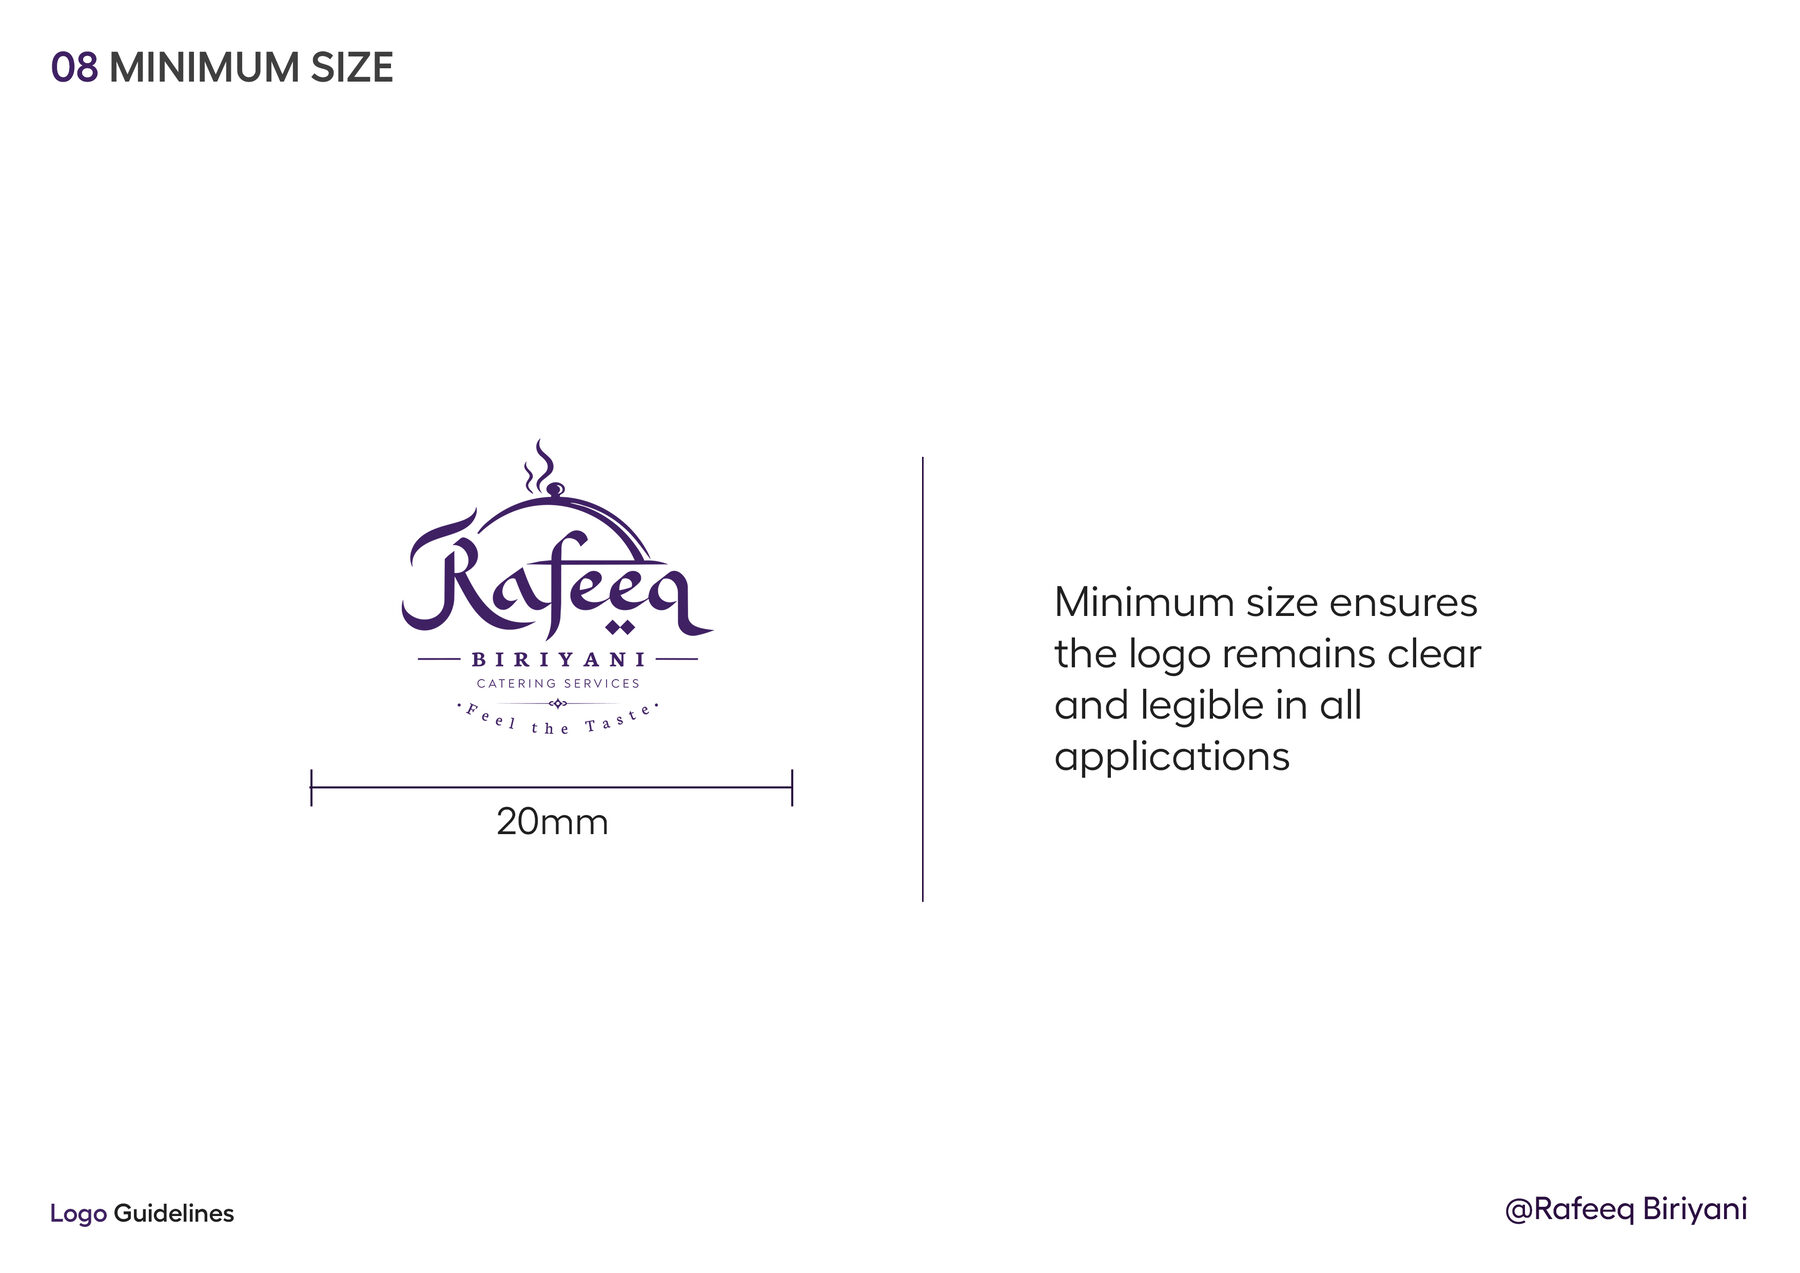 08 MINIMUM SIZE
Rafeeq
BIRIYANI
CATERING SERVICES
•Feel the Taste•
20mm
Minimum size ensures
the logo remains clear
and legible in all
applications
Logo Guidelines
@Rafeeq Biriyani